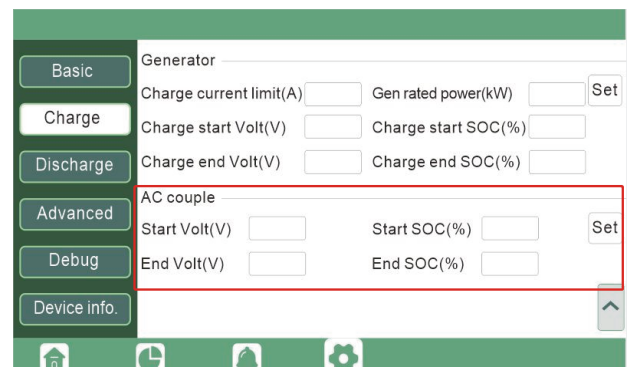 Basic
Charge
Discharge
Advanced
Debug
Device info.
Generator
Charge current limit(A) Gen rated power(kW) Set
Charge start Volt(V) Charge start SOC(%)
Charge end Volt(V) Charge end SOC(%)
AC couple
Start Volt(V) Start SOC(%) Set
End Volt(V) End SOC(%)